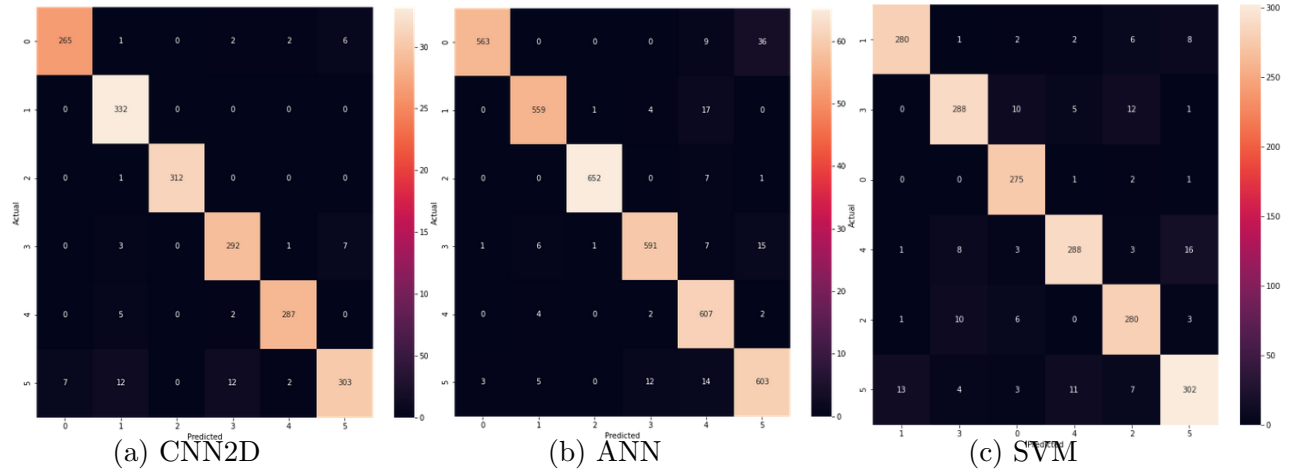 0 265 1 0 2 2 6
1 0 332 0 0 0 0
2 0 1 312 0 0 0
3 0 3 0 292 1 7
4 0 5 0 2 287 0
5 7 12 0 12 2 303
0 1 2 3 4 5
Actual
Predicted
30
25
20
15
10
50
0
(a) CNN2D
0 563 0 0 0 9 36
1 0 559 1 4 17 0
2 0 0 652 0 7 1
3 1 6 1 591 7 15
4 0 4 0 2 607 2
5 3 5 0 12 14 603
0 1 2 3 4 5
Actual
Predicted
60
50
40
30
20
10
0
(b) ANN
1 280 1 2 2 6 8
3 0 288 10 5 12 1
0 0 0 275 1 2 1
4 1 8 3 288 3 16
2 1 10 6 0 280 3
5 13 4 3 11 7 302
1 3 0 4 2 5
Actual
Predicted
300
250
200
150
100
50
0
(c) SVM